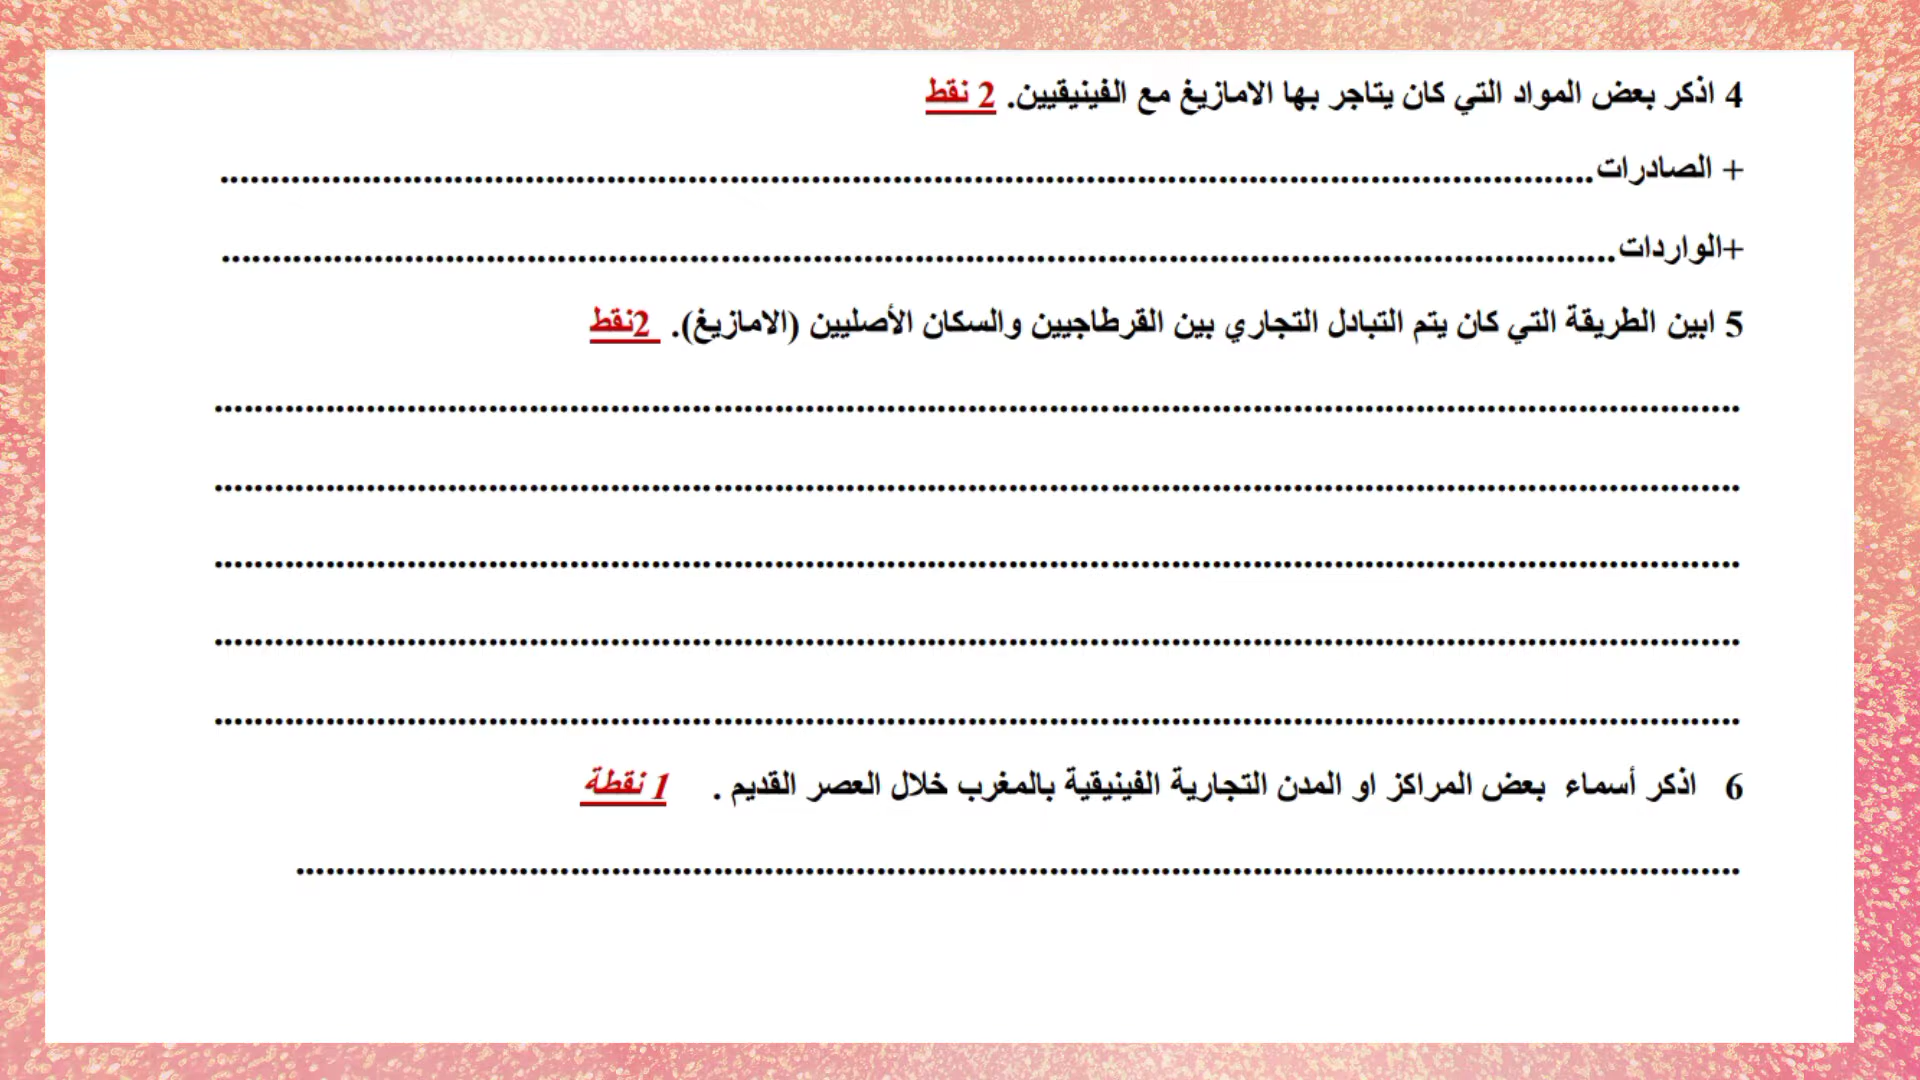 4 اذكر بعض المواد التي كان يتاجر بها الامازيغ مع الفينيقيين. 2 نقط
+ الصادرات........................................................................................................................
+الواردات........................................................................................................................
5 ابين الطريقة التي كان يتم التبادل التجاري بين القرطاجيين والسكان الأصليين (الامازيغ). 2نقط
........................................................................................................................
........................................................................................................................
........................................................................................................................
........................................................................................................................
........................................................................................................................
6 اذكر أسماء بعض المراكز او المدن التجارية الفينيقية بالمغرب خلال العصر القديم . 1 نقطة
........................................................................................................................